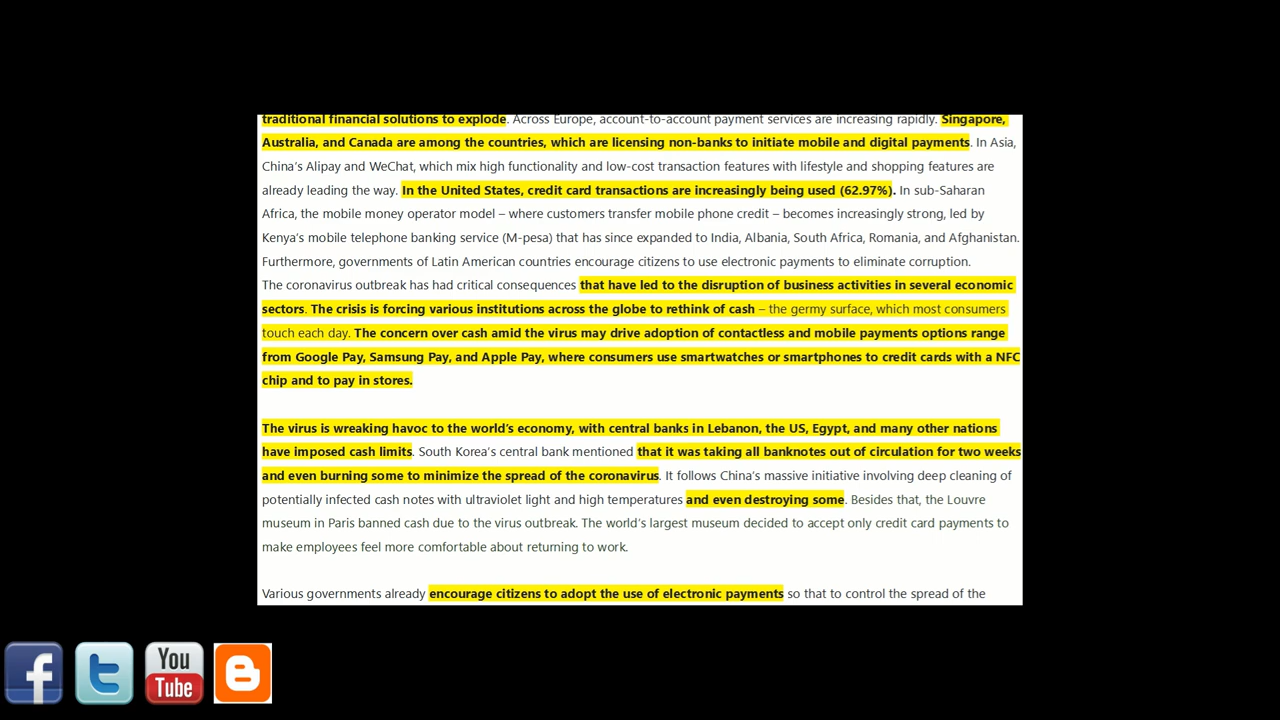 traditional financial solutions to explode. Across Europe, account-to-account payment services are increasing rapidly. Singapore,
Australia, and Canada are among the countries, which are licensing non-banks to initiate mobile and digital payments. In Asia,
China's Alipay and WeChat, which mix high functionality and low-cost transaction features with lifestyle and shopping features are
already leading the way. In the United States, credit card transactions are increasingly being used (62.97%). In sub-Saharan
Africa, the mobile money operator model – where customers transfer mobile phone credit – becomes increasingly strong, led by
Kenya's mobile telephone banking service (M-pesa) that has since expanded to India, Albania, South Africa, Romania, and Afghanistan.
Furthermore, governments of Latin American countries encourage citizens to use electronic payments to eliminate corruption.
The coronavirus outbreak has had critical consequences that have led to the disruption of business activities in several economic
sectors. The crisis is forcing various institutions across the globe to rethink of cash – the germy surface, which most consumers
touch each day. The concern over cash amid the virus may drive adoption of contactless and mobile payments options range
from Google Pay, Samsung Pay, and Apple Pay, where consumers use smartwatches or smartphones to credit cards with a NFC
chip and to pay in stores.
The virus is wreaking havoc to the world's economy, with central banks in Lebanon, the US, Egypt, and many other nations
have imposed cash limits. South Korea's central bank mentioned that it was taking all banknotes out of circulation for two weeks
and even burning some to minimize the spread of the coronavirus. It follows China's massive initiative involving deep cleaning of
potentially infected cash notes with ultraviolet light and high temperatures and even destroying some. Besides that, the Louvre
museum in Paris banned cash due to the virus outbreak. The world's largest museum decided to accept only credit card payments to
make employees feel more comfortable about returning to work.
Various governments already encourage citizens to adopt the use of electronic payments so that to control the spread of the
You
Tube